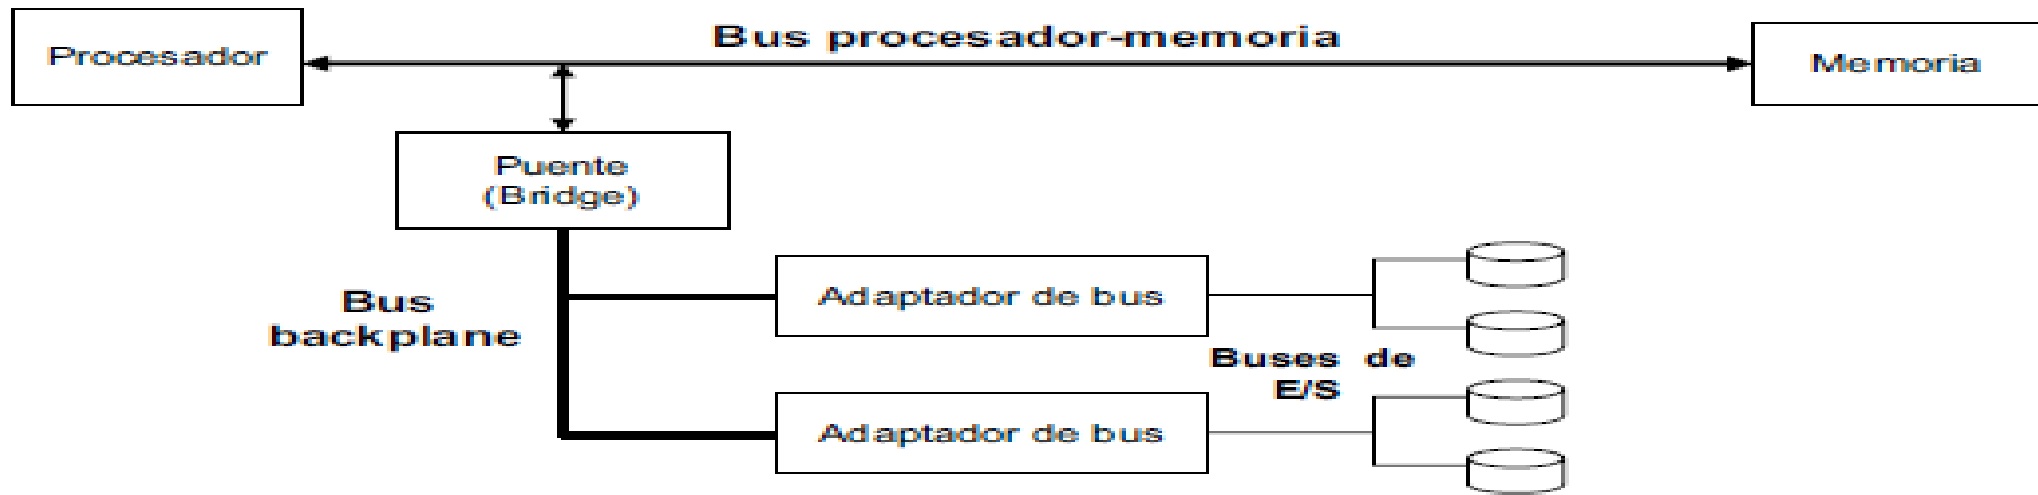 Procesador
Bus procesador-memoria
Memoria
Puente
(Bridge)
Bus
backplane
Adaptador de bus
Buses de
E/S
Adaptador de bus